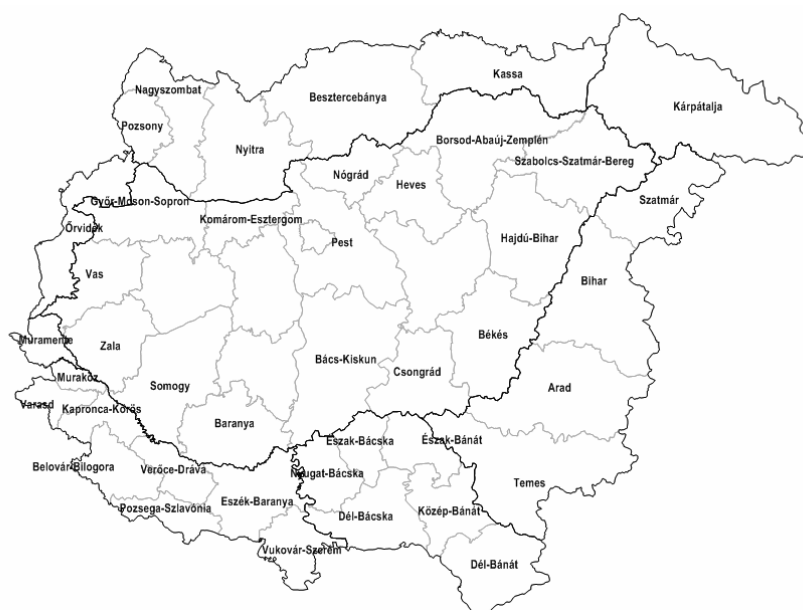 Kassa
Nagyszombat
Besztercebánya
Kárpátalja
Pozsony
Borsod-Abaúj-Zemplén
Nyitra
Szabolcs-Szatmár-Bereg
Nógrád
Heves
Győr-Moson-Sopron
Szatmár
Komárom-Esztergom
Őrvidék
Pest
Hajdú-Bihar
Vas
Bihar
Muramente
Zala
Békés
Bács-Kiskun
Muraköz
Csongrád
Somogy
Arad
Varasd
Kapronca-Körös
Baranya
Észak-Bácska
Észak-Bánát
Belovár-Bilogora
Verőce-Dráva
Nyugat-Bácska
Temes
Eszék-Baranya
Pozsega-Szlavónia
Dél-Bácska
Közép-Bánát
Vukovár-Szerém
Dél-Bánát